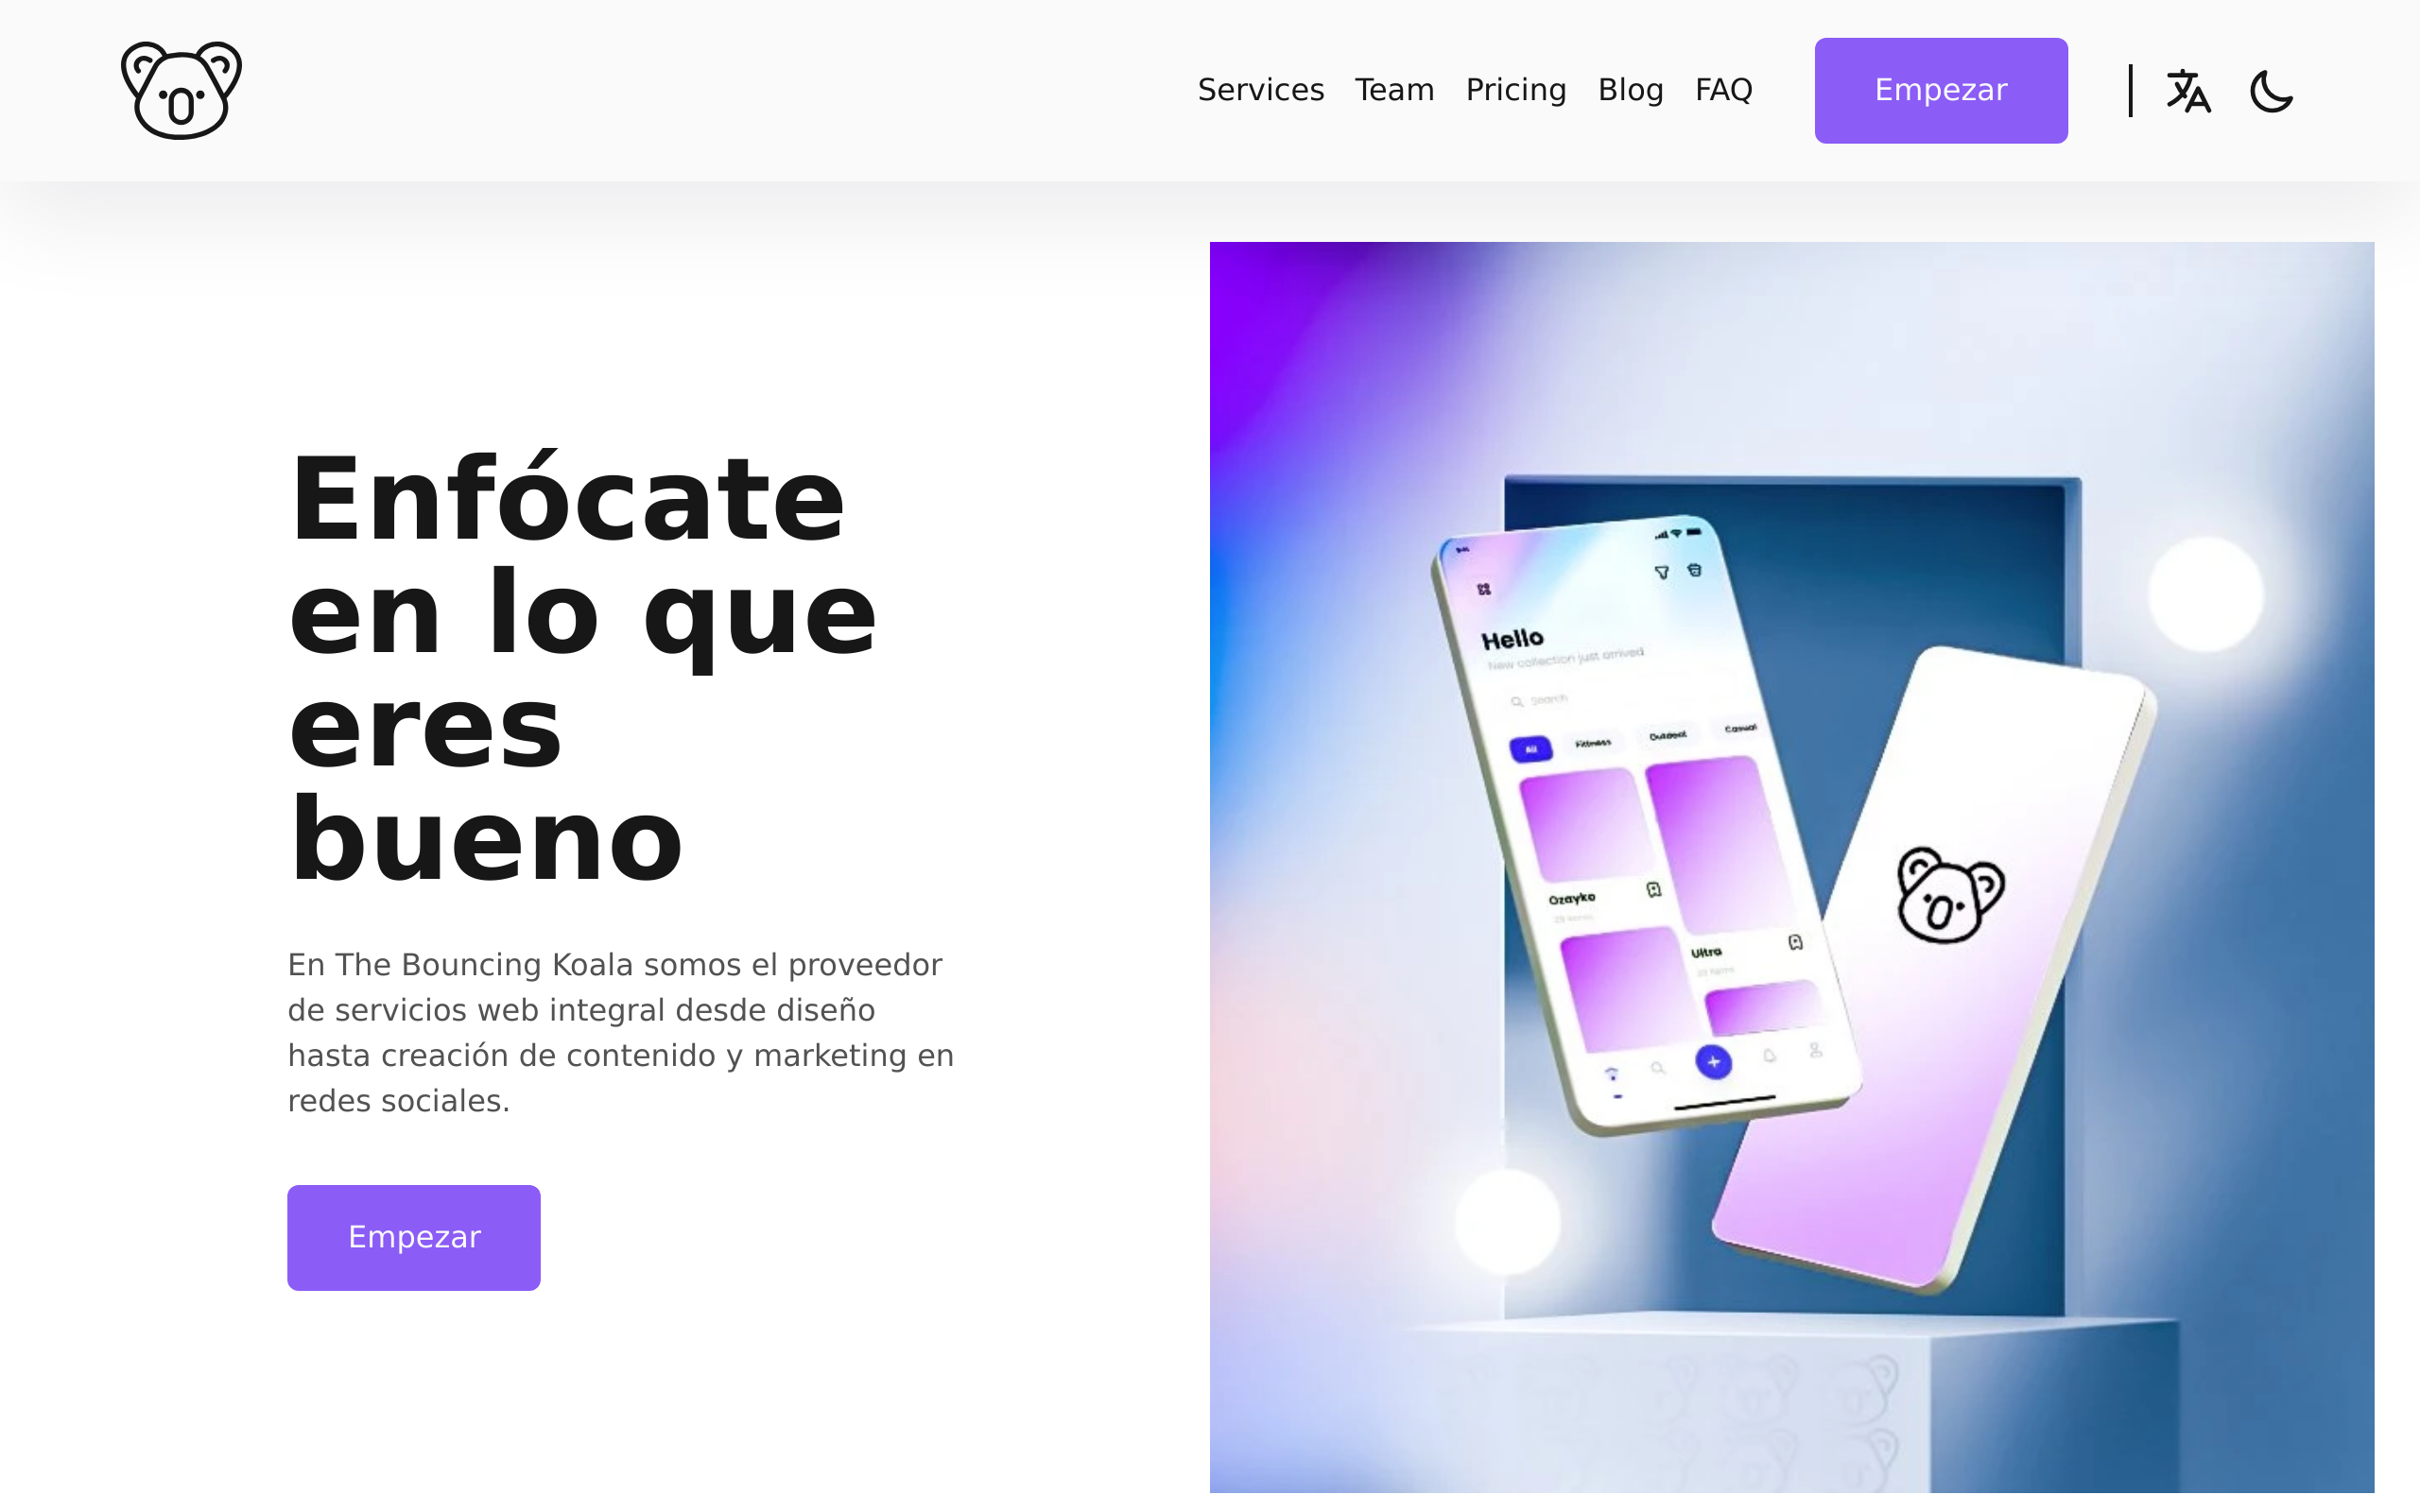 Services Team Pricing Blog FAQ Empezar
Enfócate
en lo que
eres
bueno
En The Bouncing Koala somos el proveedor
de servicios web integral desde diseño
hasta creación de contenido y marketing en
redes sociales.
Empezar
Hello
New collection just arrived
Search
All Fittness Outdoot Casual
Ozayko
Ultra